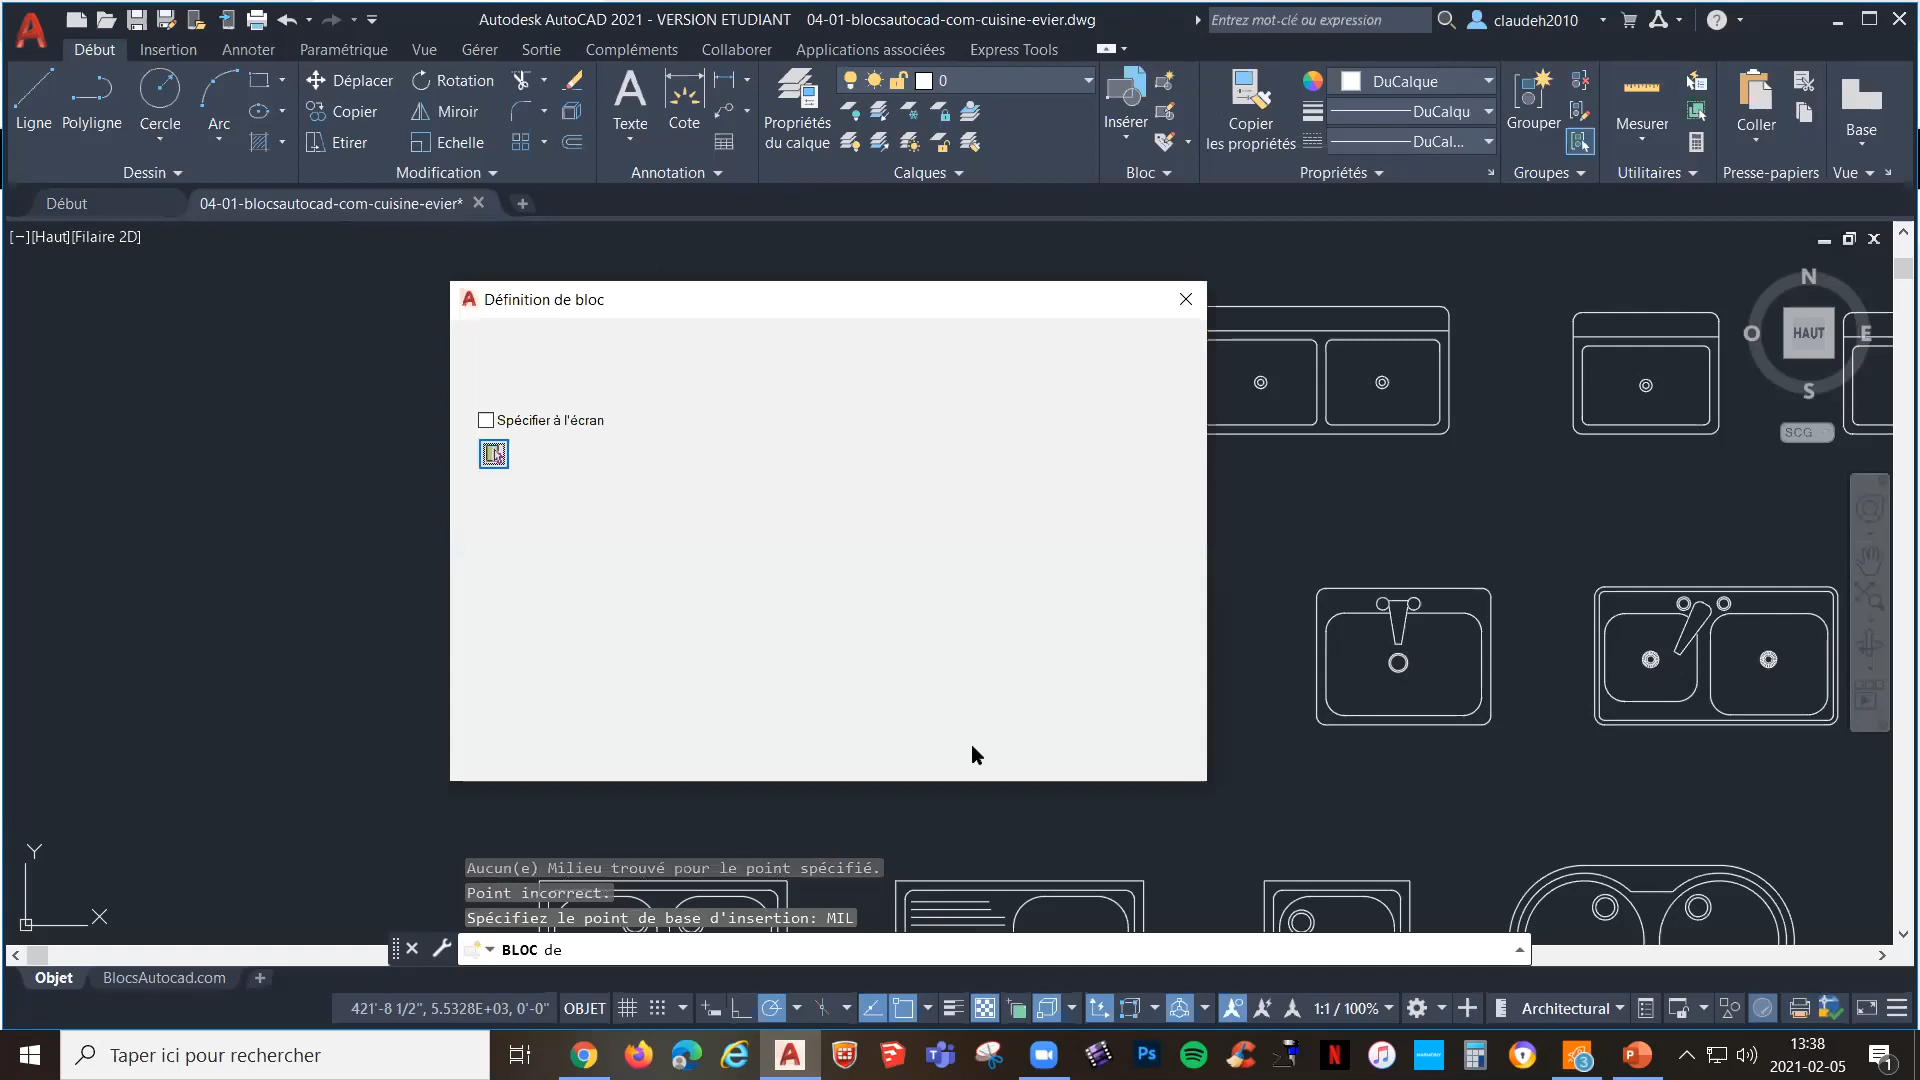 Autodesk AutoCAD 2021 - VERSION ETUDIANT 04-01-blocsautocad-com-cuisine-evier.dwg
Entrez mot-clé ou expression
claudeh2010
Début Insertion Annoter Paramétrique Vue Gérer Sortie Compléments Collaborer Applications associées Express Tools
Ligne Polyligne Cercle Arc
Déplacer Rotation
Copier Miroir
Etirer Echelle
Texte Cote
Propriétés
du calque
0
Insérer
Copier
les propriétés
DuCalque
DuCalqu
DuCal...
Grouper
Mesurer
Coller
Base
Dessin Modification Annotation Calques Bloc Propriétés Groupes Utilitaires Presse-papiers Vue
Début 04-01-blocsautocad-com-cuisine-evier*
[−][Haut][Filaire 2D]
Définition de bloc
Spécifier à l'écran
N
O HAUT E
S
SCG
Y
X
Aucun(e) Milieu trouvé pour le point spécifié.
Point incorrect.
Spécifiez le point de base d'insertion: MIL
BLOC de
Objet BlocsAutocad.com
421'-8 1/2", 5.5328E+03, 0'-0" OBJET 1:1 / 100% Architectural
Taper ici pour rechercher
Ps
N
3
13:38
2021-02-05
1